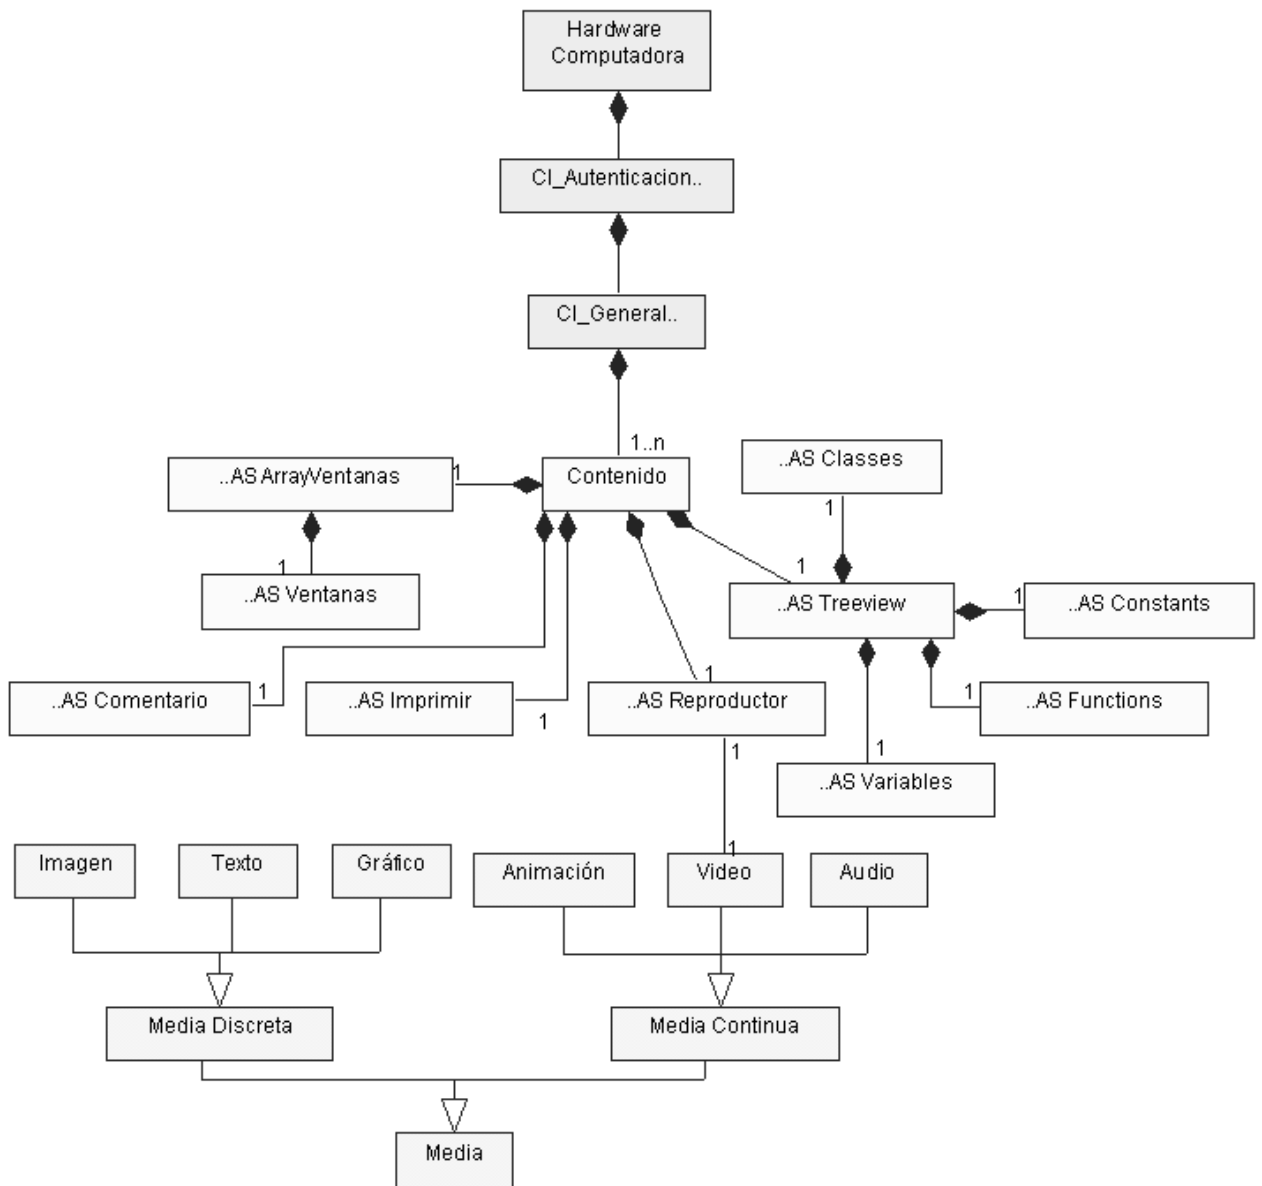 Hardware
Computadora
CI_Autenticacion..
CI_General..
1..n
..AS Classes
..AS ArrayVentanas
1
Contenido
1
1
1
..AS Ventanas
..AS Treeview
1
..AS Constants
1
..AS Comentario
1
..AS Imprimir
1
..AS Reproductor
1
..AS Functions
1
1
..AS Variables
Imagen
Texto
Gráfico
Animación
1
Video
Audio
Media Discreta
Media Continua
Media